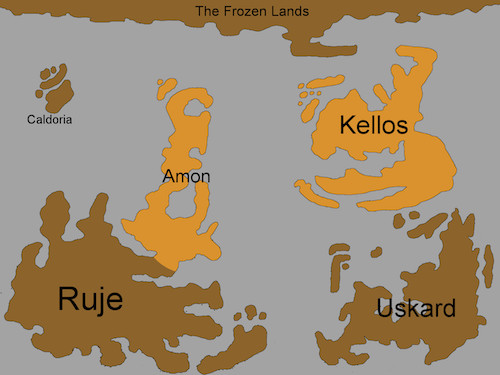 The Frozen Lands
Caldoria
Kellos
Amon
Ruje
Uskard